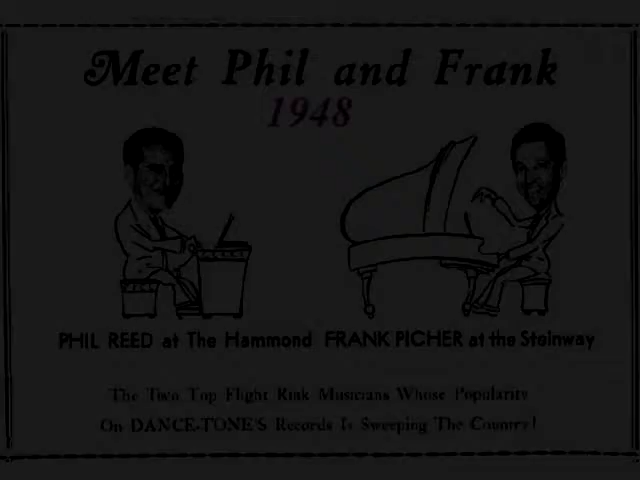 Meet Phil and Frank
1948
PHIL REED at The Hammond FRANK PICHER at the Steinway
The Two Top Flight Rink Musicians Whose Popularity
On DANCE-TONE'S Records Is Sweeping The Country!